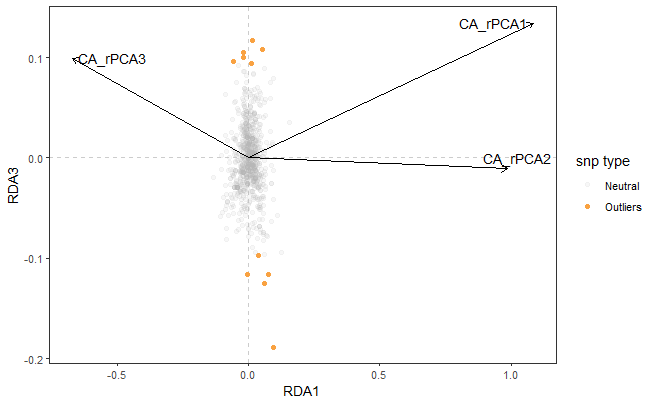 CA_rPCA1
CA_rPCA3
CA_rPCA2
0.1
0.0
-0.1
-0.2
RDA3
-0.5
0.0
0.5
1.0
RDA1
snp type
Neutral
Outliers